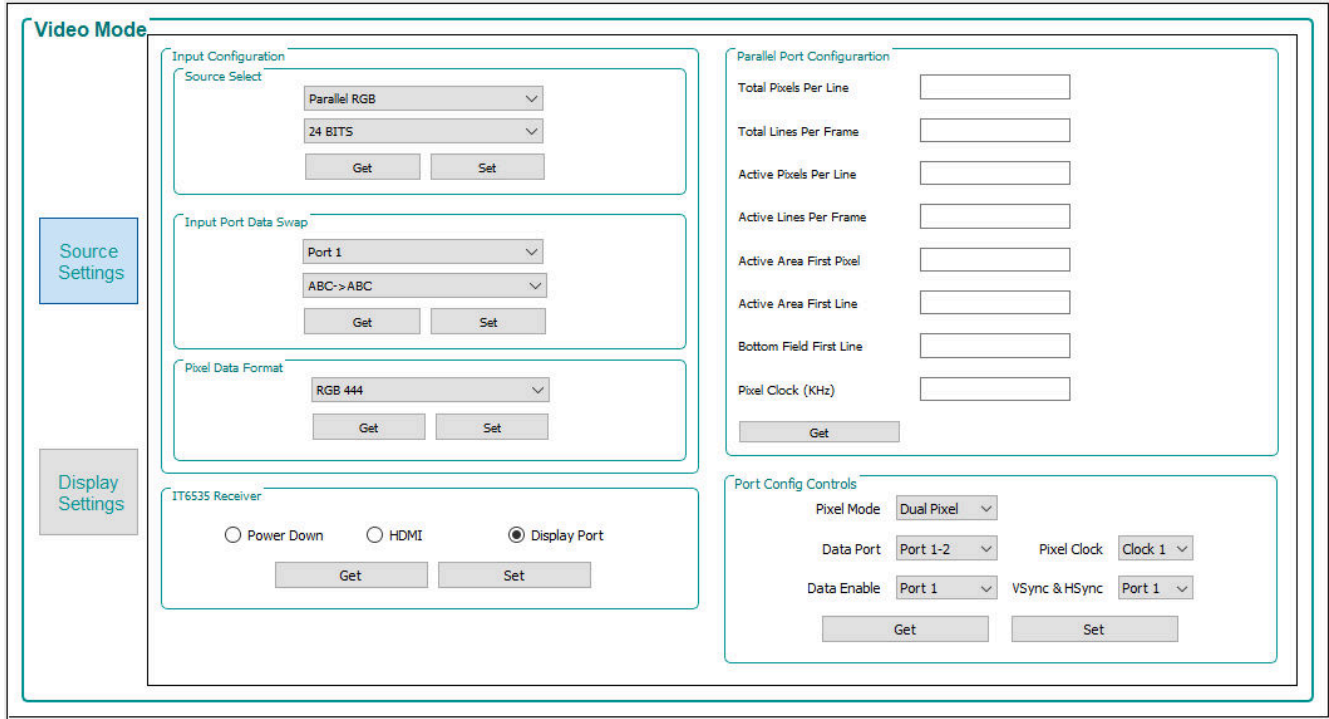 Video Mode
Source
Settings
Display
Settings
Input Configuration
Source Select
Parallel RGB
24 BITS
Get Set
Input Port Data Swap
Port 1
ABC->ABC
Get Set
Pixel Data Format
RGB 444
Get Set
IT6535 Receiver
Power Down HDMI Display Port
Get Set
Parallel Port Configurartion
Total Pixels Per Line
Total Lines Per Frame
Active Pixels Per Line
Active Lines Per Frame
Active Area First Pixel
Active Area First Line
Bottom Field First Line
Pixel Clock (KHz)
Get
Port Config Controls
Pixel Mode Dual Pixel
Data Port Port 1-2 Pixel Clock Clock 1
Data Enable Port 1 VSync & HSync Port 1
Get Set